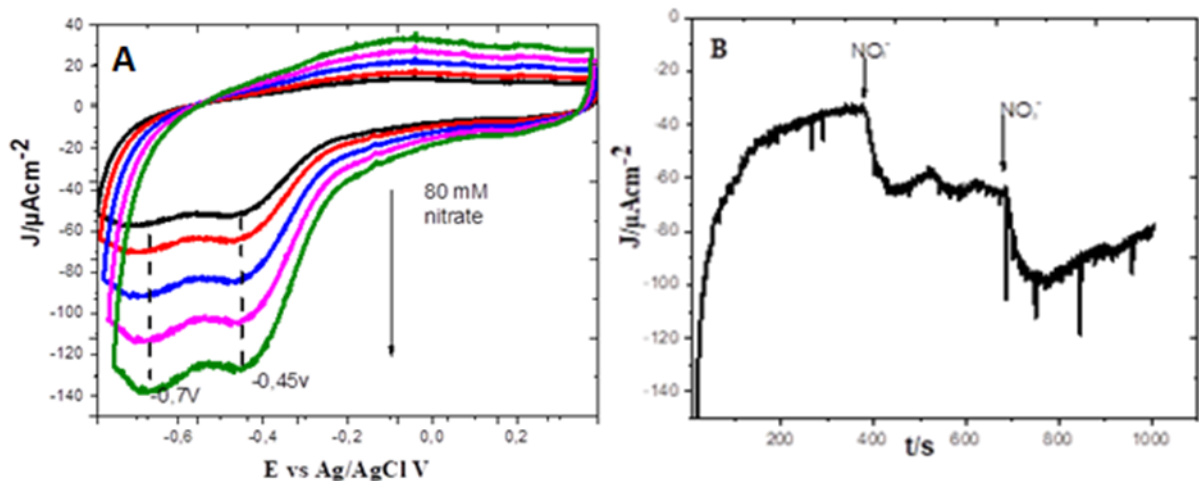 A
40
20
0
-20
-40
-60
-80
-100
-120
-140
J/µAcm-2
80 mM
nitrate
-0,7V
-0,45v
-0,6
-0,4
-0,2
0,0
0,2
E vs Ag/AgCl V
B
0
-20
-40
-60
-80
-100
-120
-140
J/µAcm-2
NO₃⁻
NO₃⁻
200
400
600
800
1000
t/s